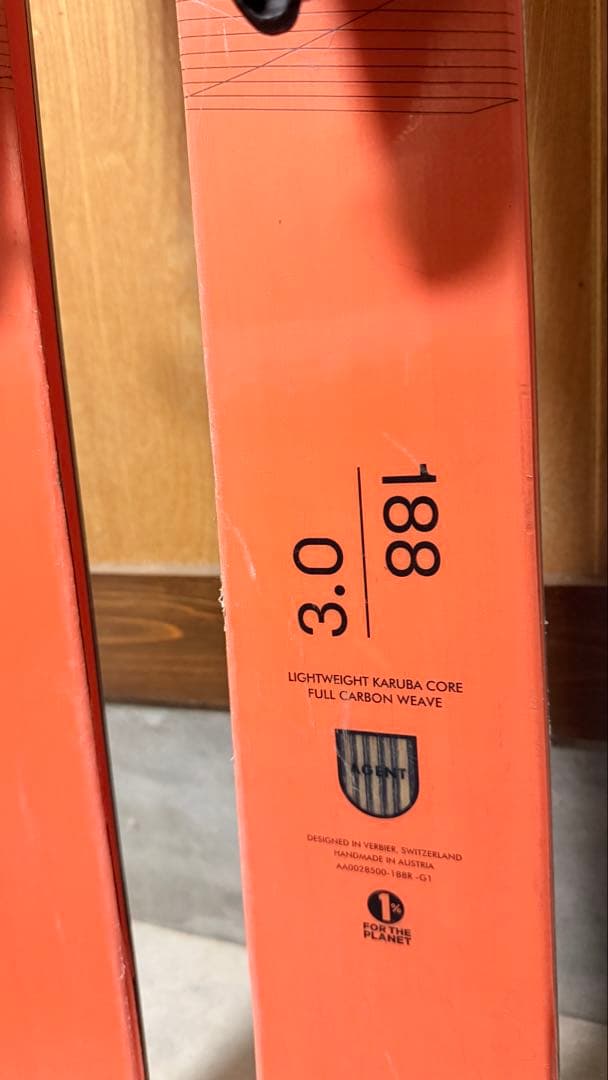 3.0
188
LIGHTWEIGHT KARUBA CORE
FULL CARBON WEAVE
AGENT
DESIGNED IN VERBIER, SWITZERLAND
HANDMADE IN AUSTRIA
AA0028500-188R -G1
1%
FOR THE
PLANET